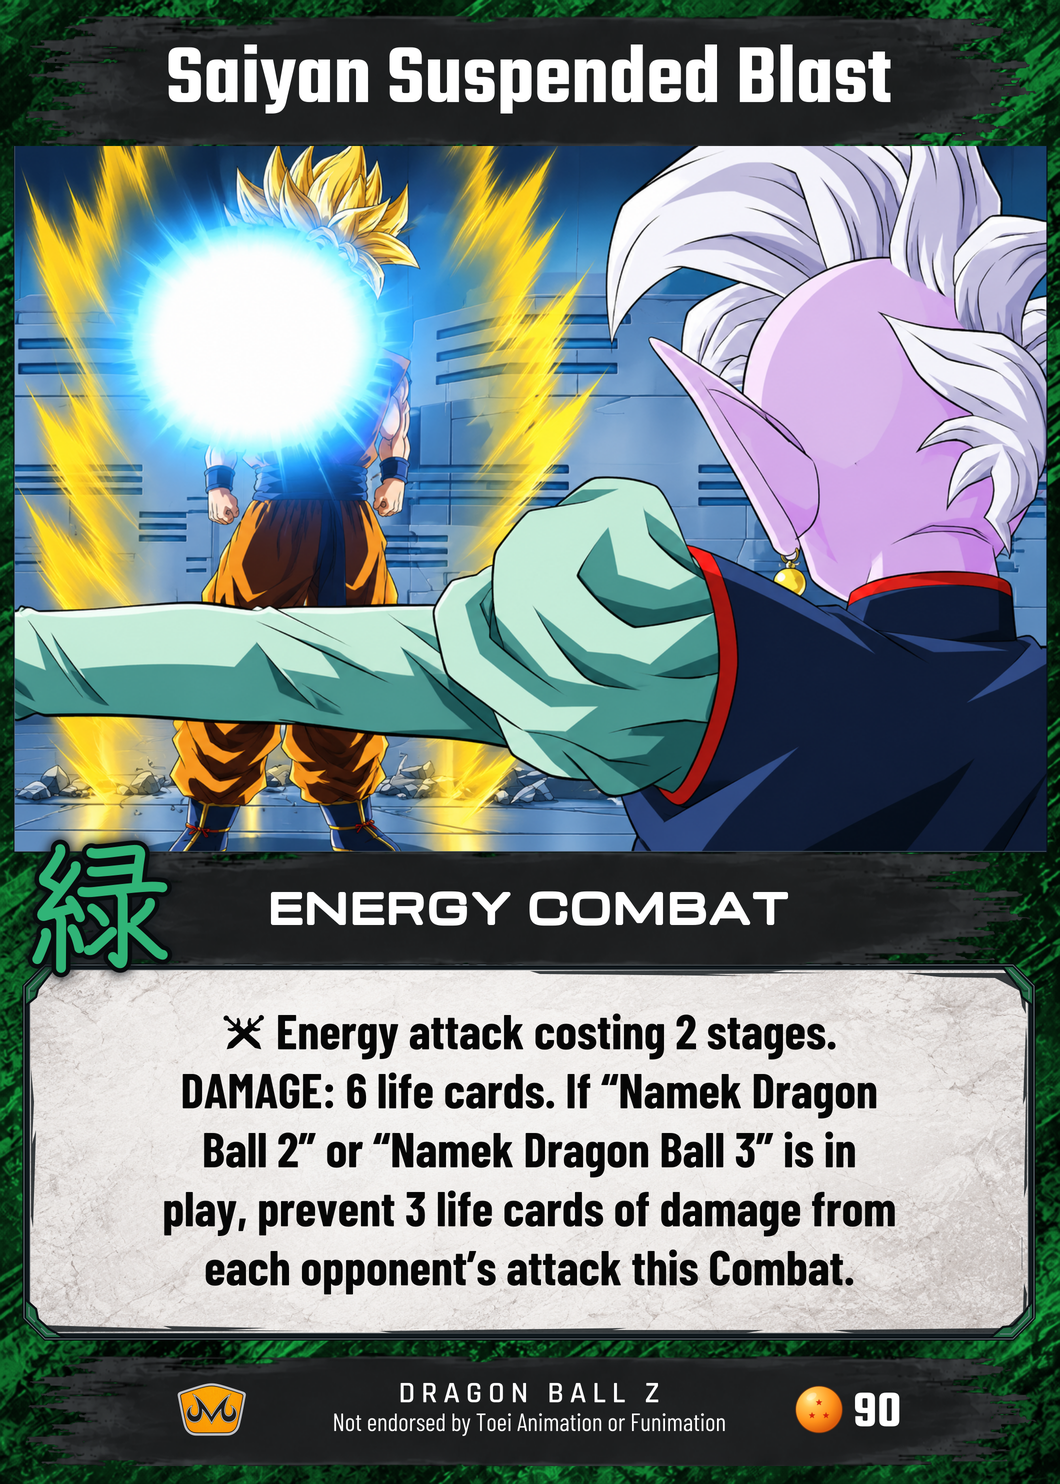 Saiyan Suspended Blast
緑
ENERGY COMBAT
Energy attack costing 2 stages.
DAMAGE: 6 life cards. If “Namek Dragon
Ball 2” or “Namek Dragon Ball 3” is in
play, prevent 3 life cards of damage from
each opponent’s attack this Combat.
DRAGON BALL Z
Not endorsed by Toei Animation or Funimation
90